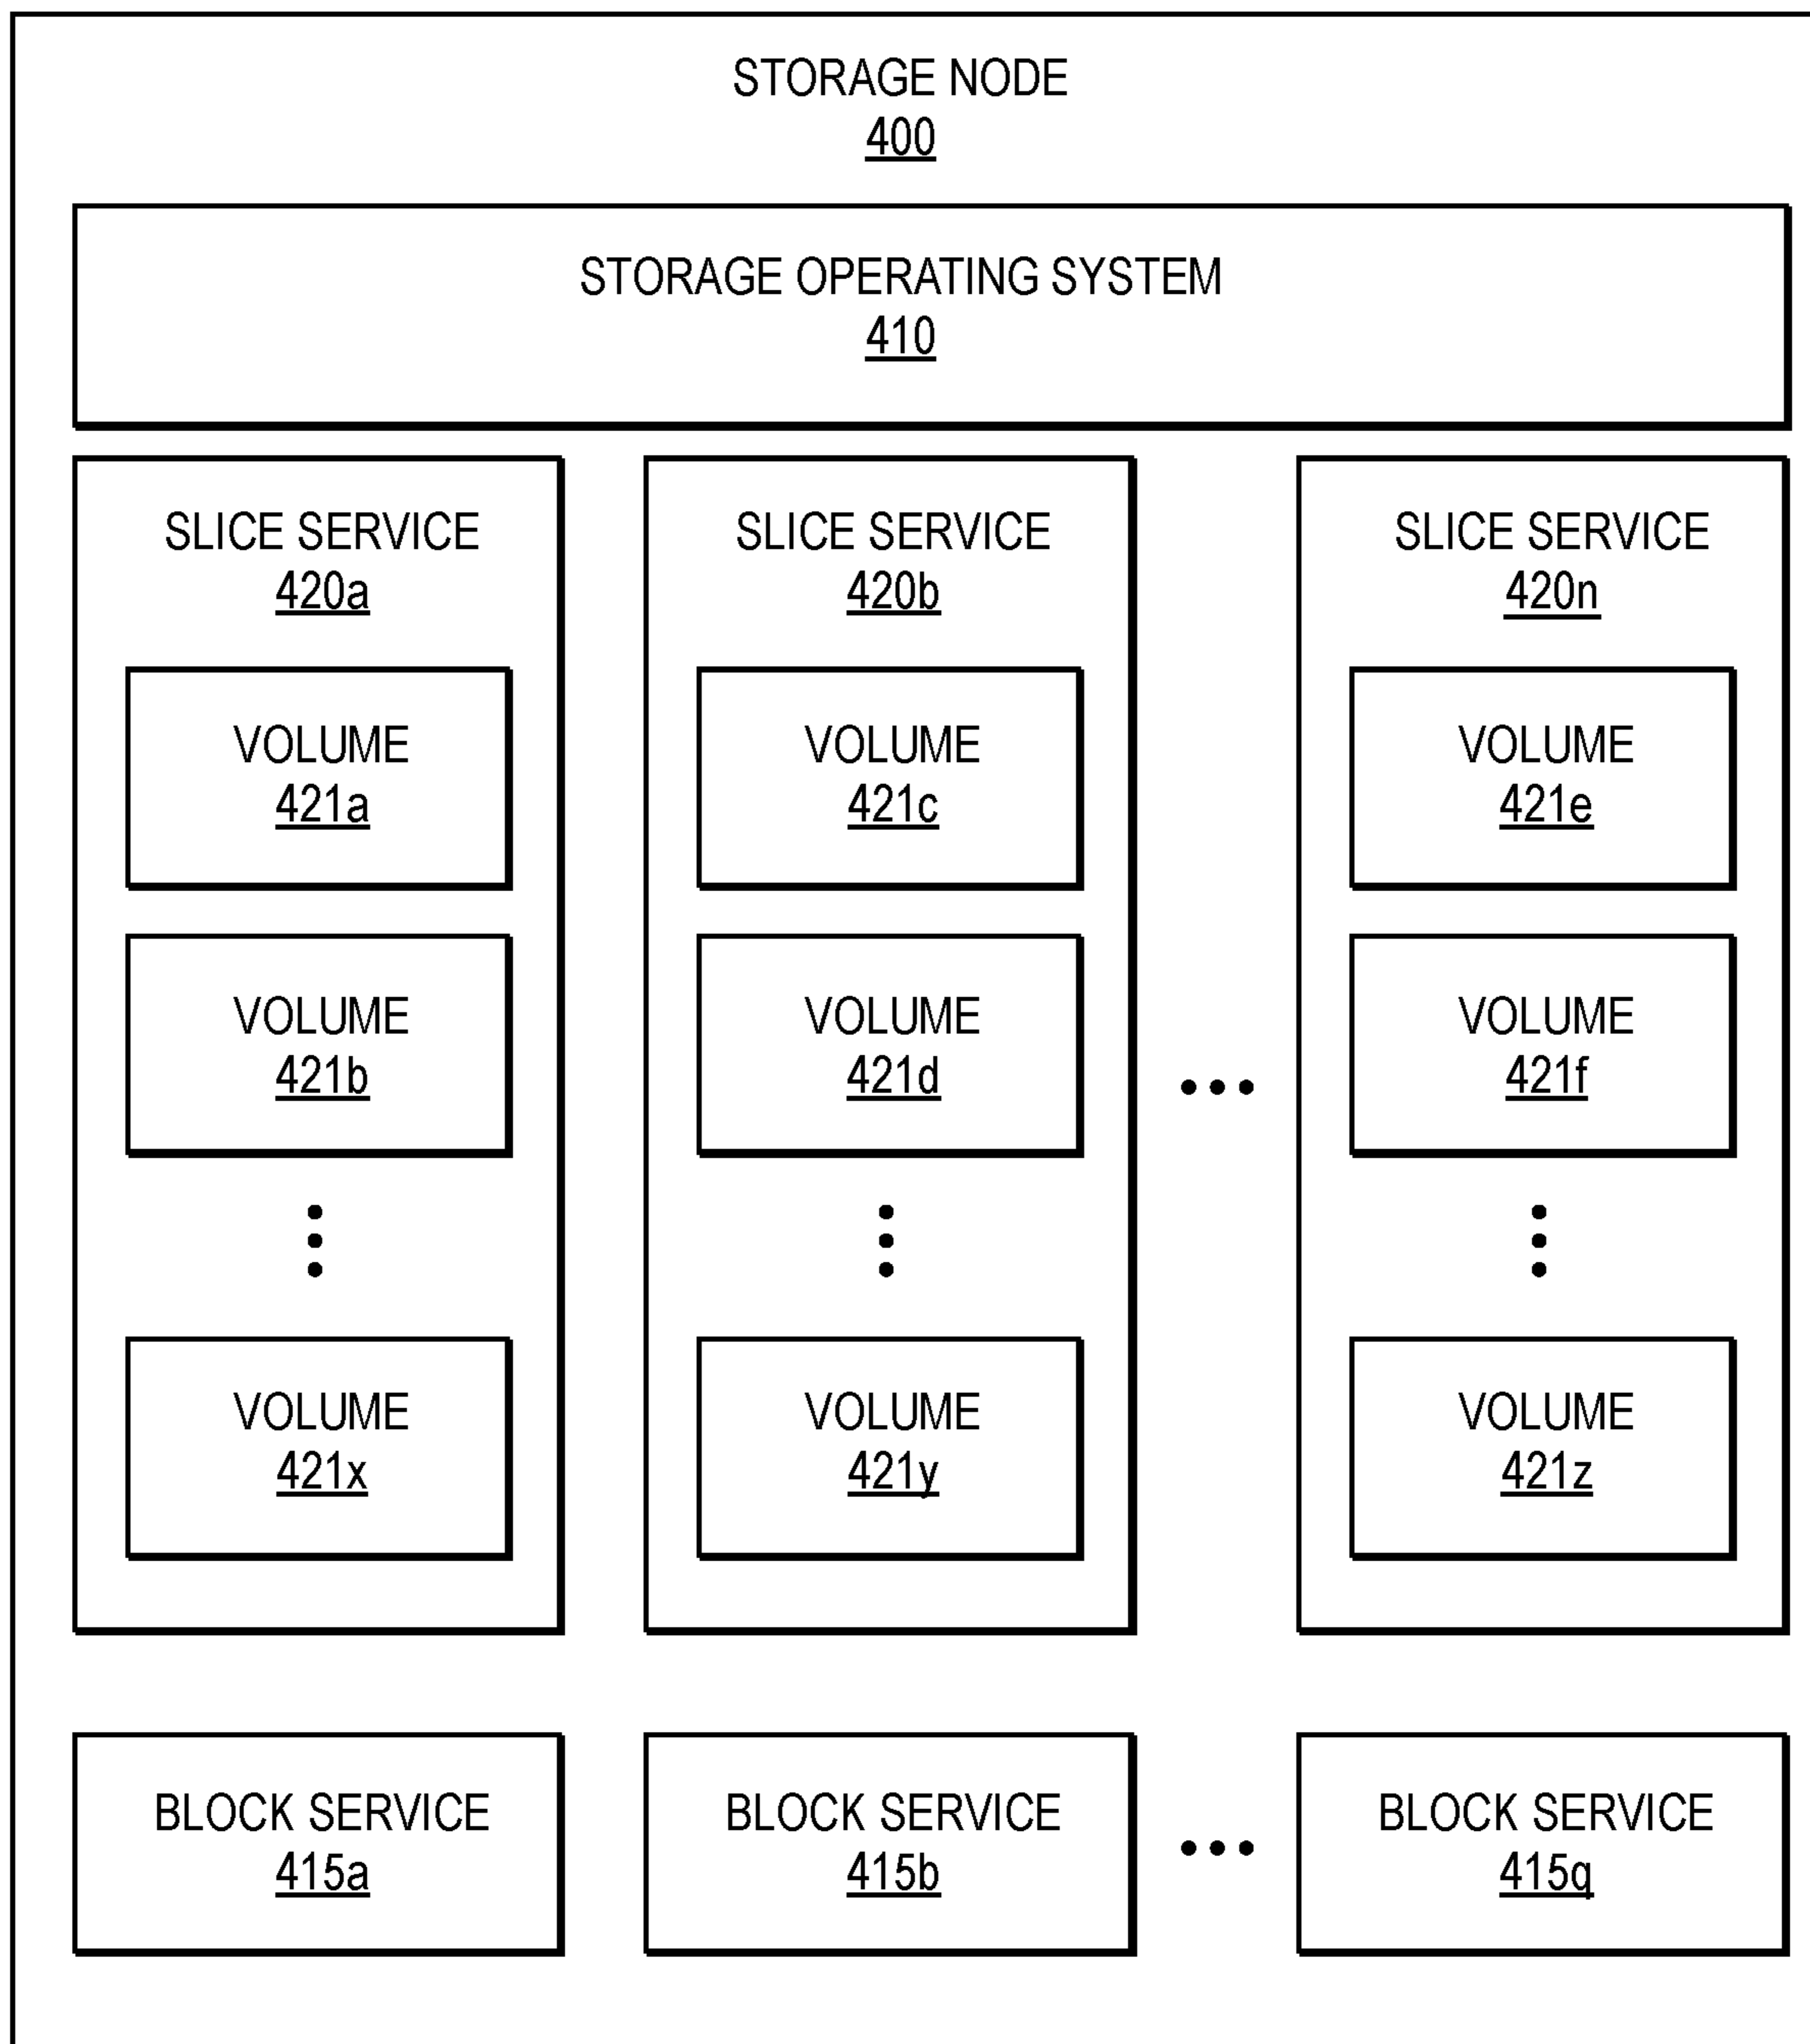 STORAGE NODE
400
STORAGE OPERATING SYSTEM
410
SLICE SERVICE
420a
VOLUME
421a
VOLUME
421b
VOLUME
421x
SLICE SERVICE
420b
VOLUME
421c
VOLUME
421d
VOLUME
421y
SLICE SERVICE
420n
VOLUME
421e
VOLUME
421f
VOLUME
421z
BLOCK SERVICE
415a
BLOCK SERVICE
415b
BLOCK SERVICE
415q